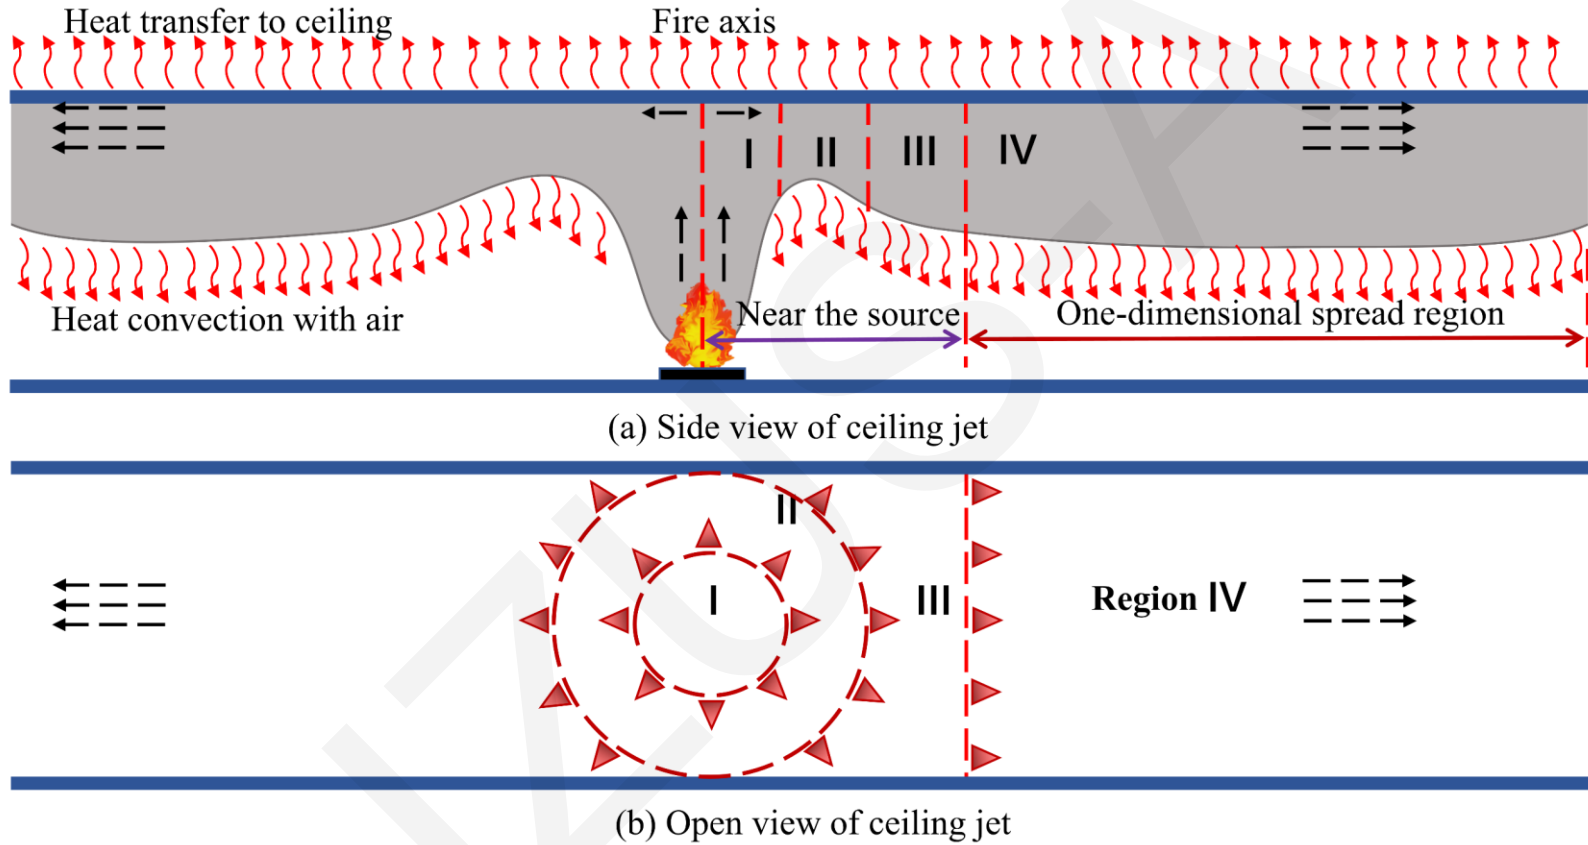 Heat transfer to ceiling
Fire axis
I
II
III
IV
Near the source
One-dimensional spread region
Heat convection with air
(a) Side view of ceiling jet
II
I
III
Region IV
(b) Open view of ceiling jet